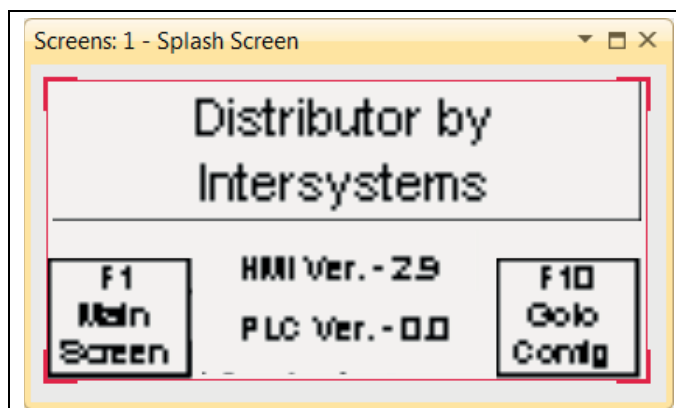 Screens: 1 - Splash Screen
Distributor by
Intersystems
F1
Main
Screen
HMI Ver. - 2.9
PLC Ver. - 0.0
F10
Goto
Config